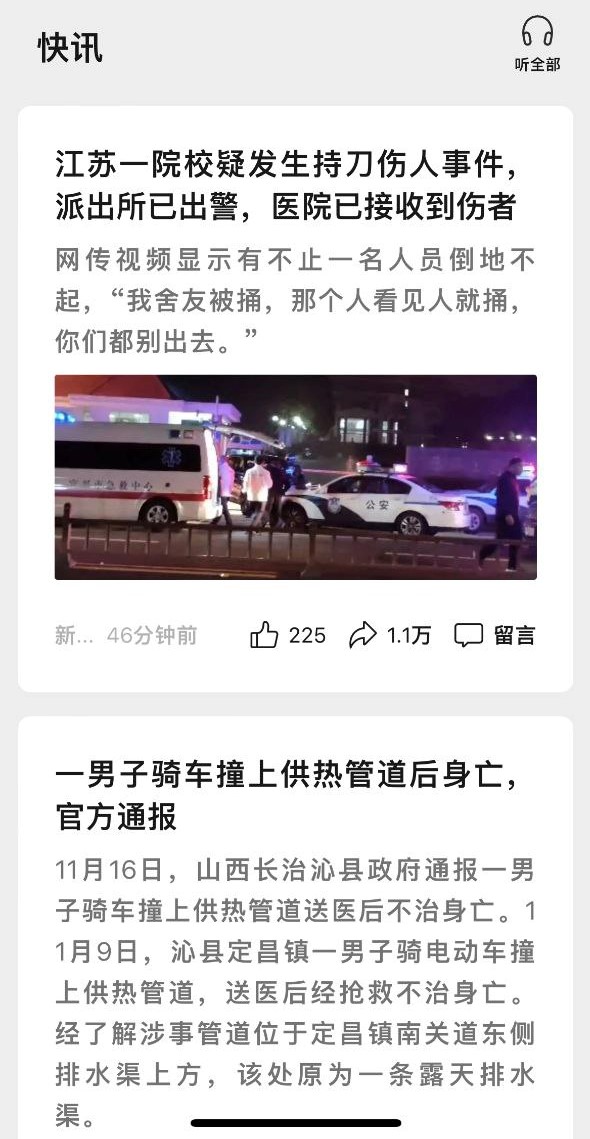 快讯
听全部
江苏一院校疑发生持刀伤人事件，
派出所已出警，医院已接收到伤者
网传视频显示有不止一名人员倒地不
起，“我舍友被捅，那个人看见人就捅，
你们都别出去。”
公安
新... 46分钟前 225 1.1万 留言
一男子骑车撞上供热管道后身亡，
官方通报
11月16日，山西长治沁县政府通报一男
子骑车撞上供热管道送医后不治身亡。1
1月9日，沁县定昌镇一男子骑电动车撞
上供热管道，送医后经抢救不治身亡。
经了解涉事管道位于定昌镇南关道东侧
排水渠上方，该处原为一条露天排水
渠。